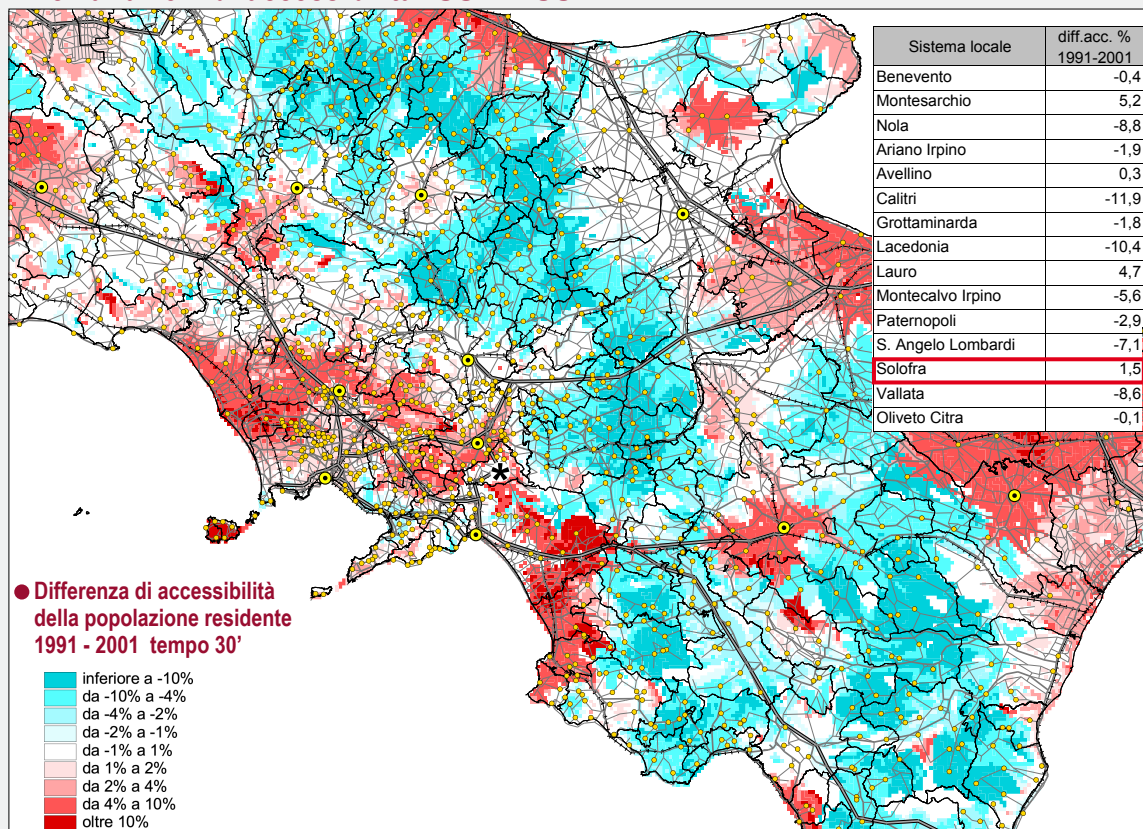 Sistema locale diff.acc. % 1991-2001
Benevento -0,4
Montesarchio 5,2
Nola -8,8
Ariano Irpino -1,9
Avellino 0,3
Calitri -11,9
Grottaminarda -1,8
Lacedonia -10,4
Lauro 4,7
Montecalvo Irpino -5,6
Paternopoli -2,9
S. Angelo Lombardi -7,1
Solofra 1,5
Vallata -8,6
Oliveto Citra -0,1
*
Differenza di accessibilità
della popolazione residente
1991 - 2001 tempo 30'
inferiore a -10%
da -10% a -4%
da -4% a -2%
da -2% a -1%
da -1% a 1%
da 1% a 2%
da 2% a 4%
da 4% a 10%
oltre 10%